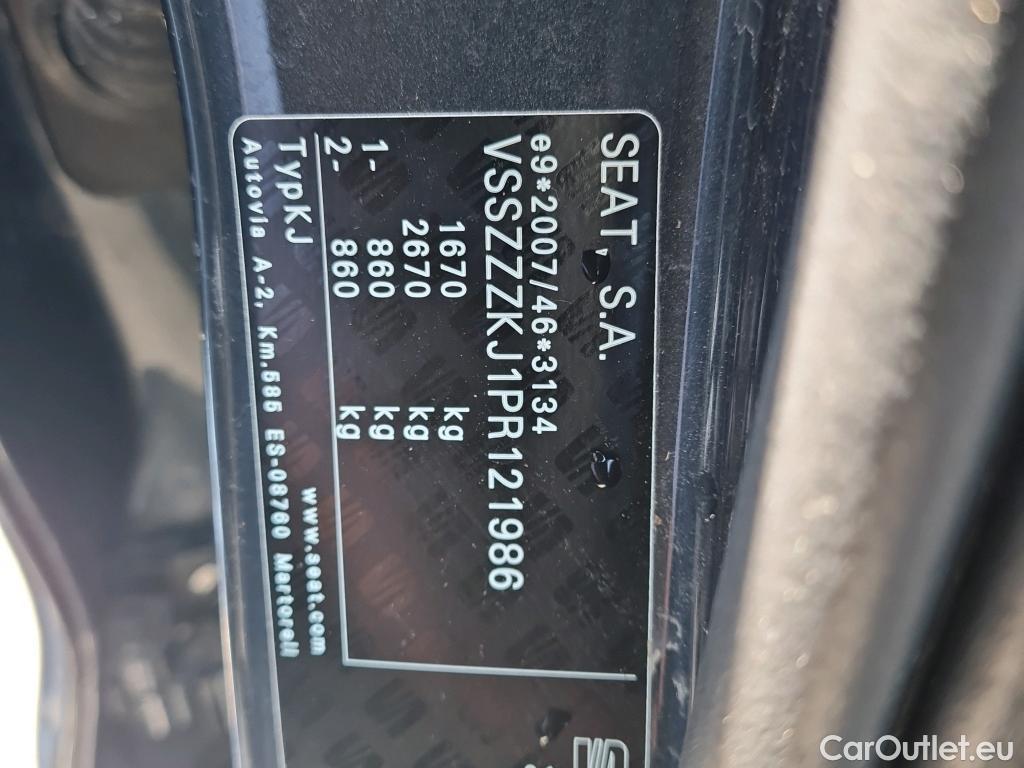 SEAT, S.A.
e9*2007/46*3134
VSSZZZKJ1PR121986
1670 kg
2670 kg
1- 860 kg
2- 860 kg
TypKJ www.seat.com
Autovia A-2, Km.585 ES-08760 Martorell
CarOutlet.eu